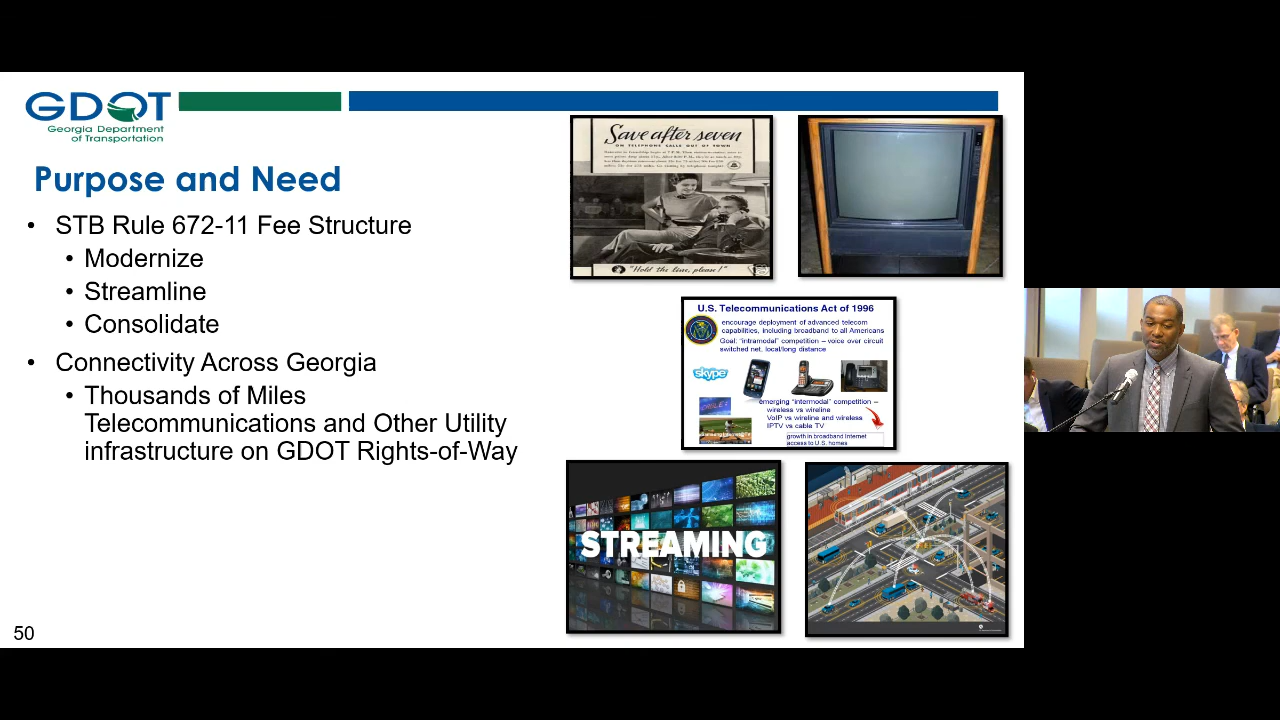 GDOT
Georgia Department
of Transportation
Purpose and Need
• STB Rule 672-11 Fee Structure
• Modernize
• Streamline
• Consolidate
• Connectivity Across Georgia
• Thousands of Miles
Telecommunications and Other Utility
infrastructure on GDOT Rights-of-Way
50
Save after seven
ON TELEPHONE CALLS OUT OF TOWN
"Hold the line, please!"
U.S. Telecommunications Act of 1996
encourage deployment of advanced telecom
capabilities, including broadband to all Americans
Goal: "intramodal" competition – voice over circuit
switched net, local/long distance
skype
emerging "intermodal" competition –
wireless vs wireline
VoIP vs wireline and wireless
IPTV vs cable TV
growth in broadband Internet
access to U.S. homes
STREAMING